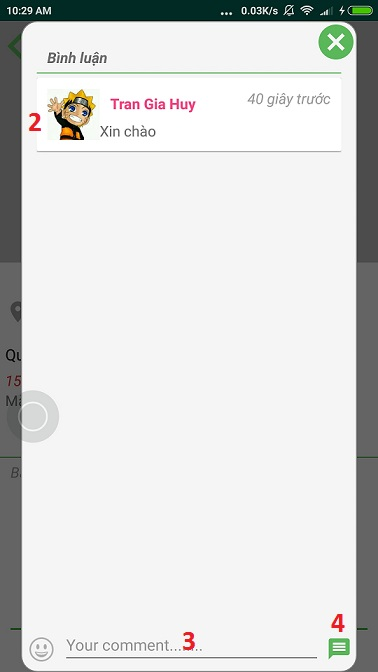 10:29 AM ... 0.03K/s
Bình luận
2 Tran Gia Huy 40 giây trước
Xin chào
Qu
15
Mă
B
Your comment........
3
4